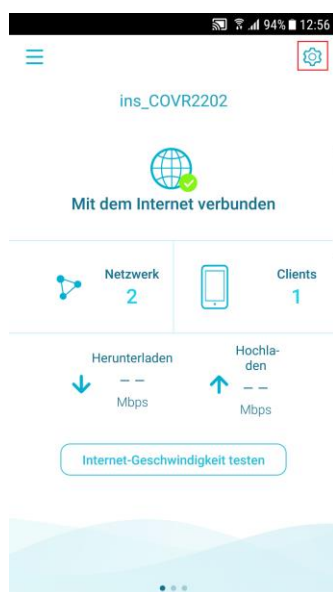 94% 12:56
ins_COVR2202
Mit dem Internet verbunden
Netzwerk
2
Clients
1
Herunterladen
– –
Mbps
Hochla-
den
– –
Mbps
Internet-Geschwindigkeit testen